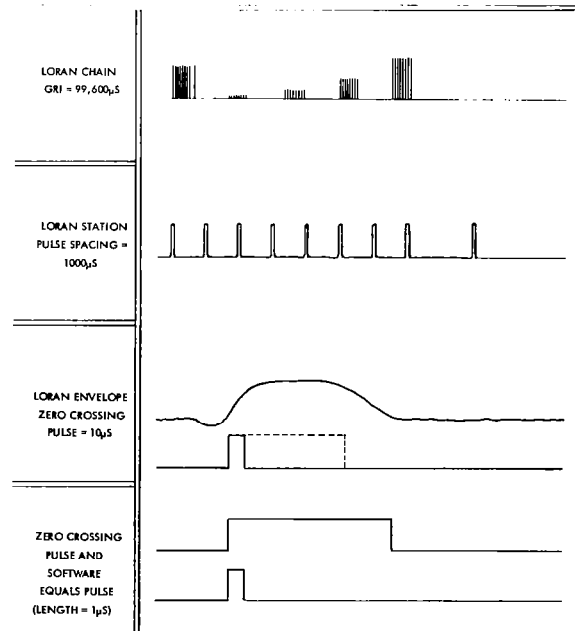 LORAN CHAIN
GRI = 99,600μS
LORAN STATION
PULSE SPACING =
1000μS
LORAN ENVELOPE
ZERO CROSSING
PULSE = 10μS
ZERO CROSSING
PULSE AND
SOFTWARE
EQUALS PULSE
(LENGTH = 1μS)